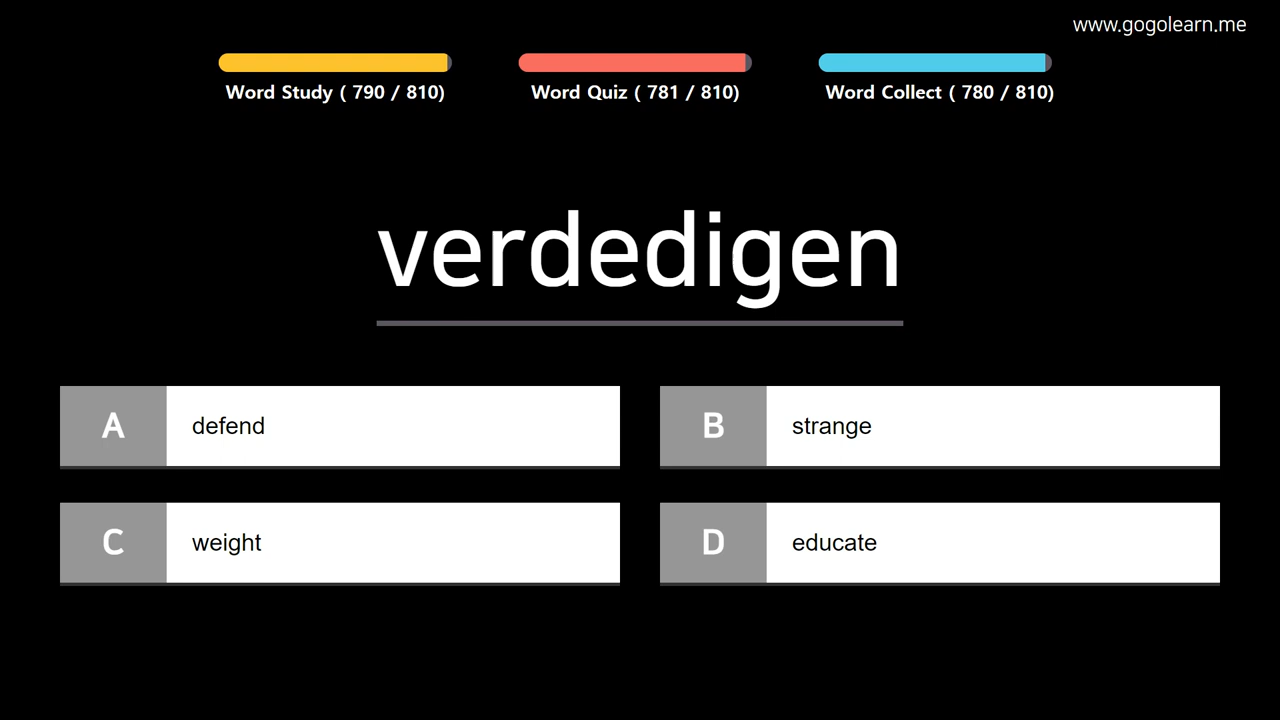 www.gogolearn.me
Word Study ( 790 / 810)
Word Quiz ( 781 / 810)
Word Collect ( 780 / 810)
verdedigen
A defend
B strange
C weight
D educate